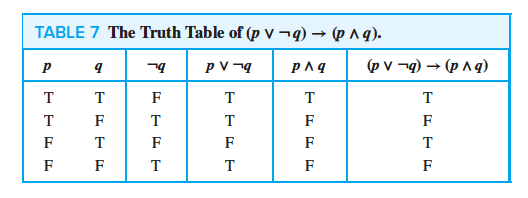 TABLE 7 The Truth Table of (p ∨ ¬q) → (p ∧ q).
p q ¬q p ∨ ¬q p ∧ q (p ∨ ¬q) → (p ∧ q)
T T F T T T
T F T T F F
F T F F F T
F F T T F F